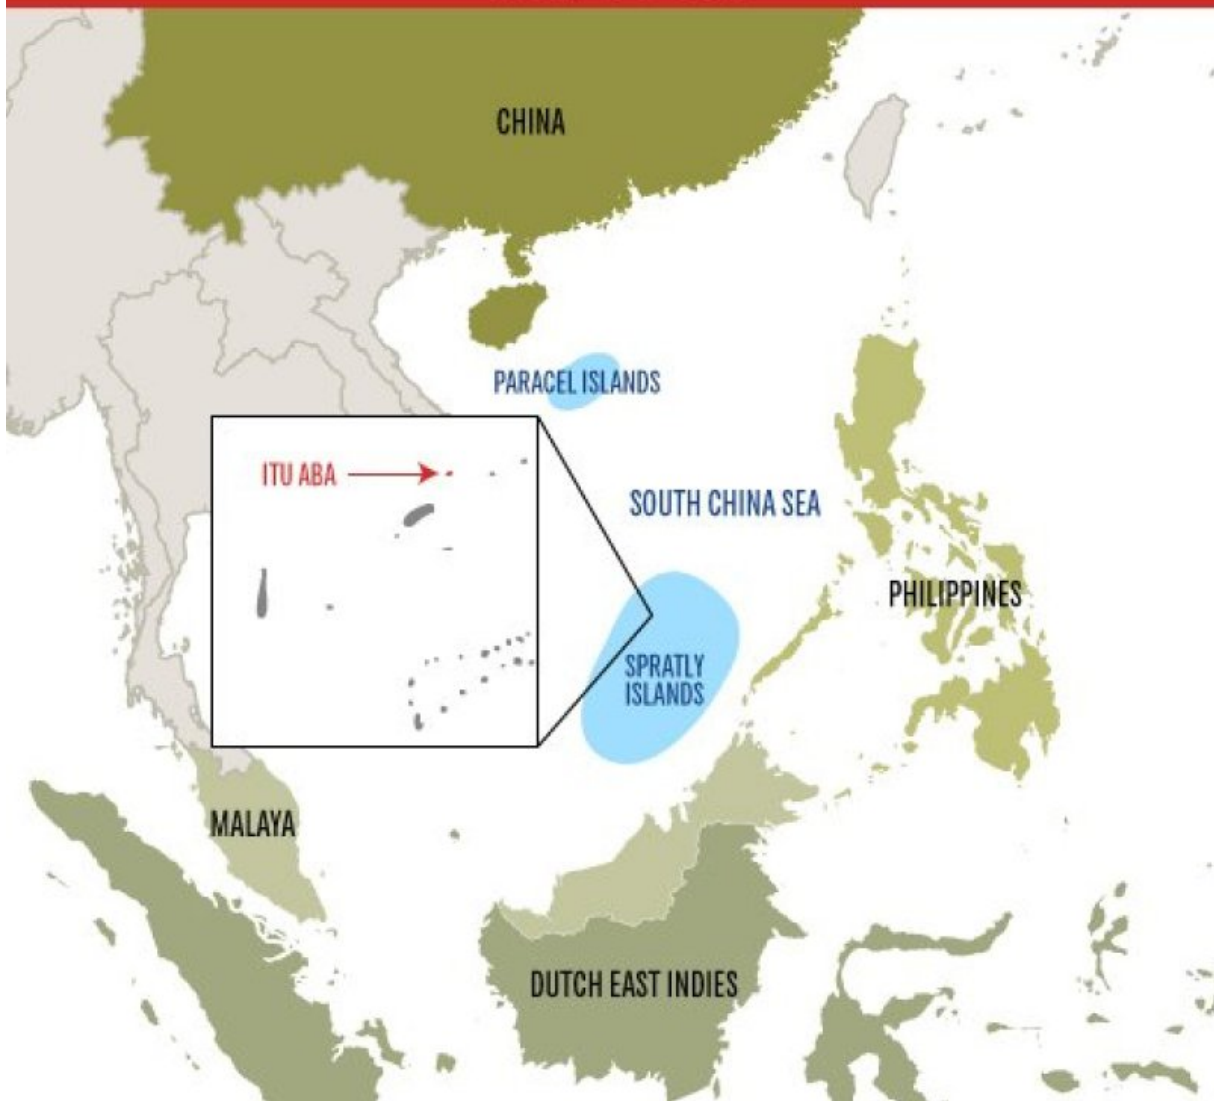 CHINA
PARACEL ISLANDS
ITU ABA
SOUTH CHINA SEA
PHILIPPINES
SPRATLY
ISLANDS
MALAYA
DUTCH EAST INDIES